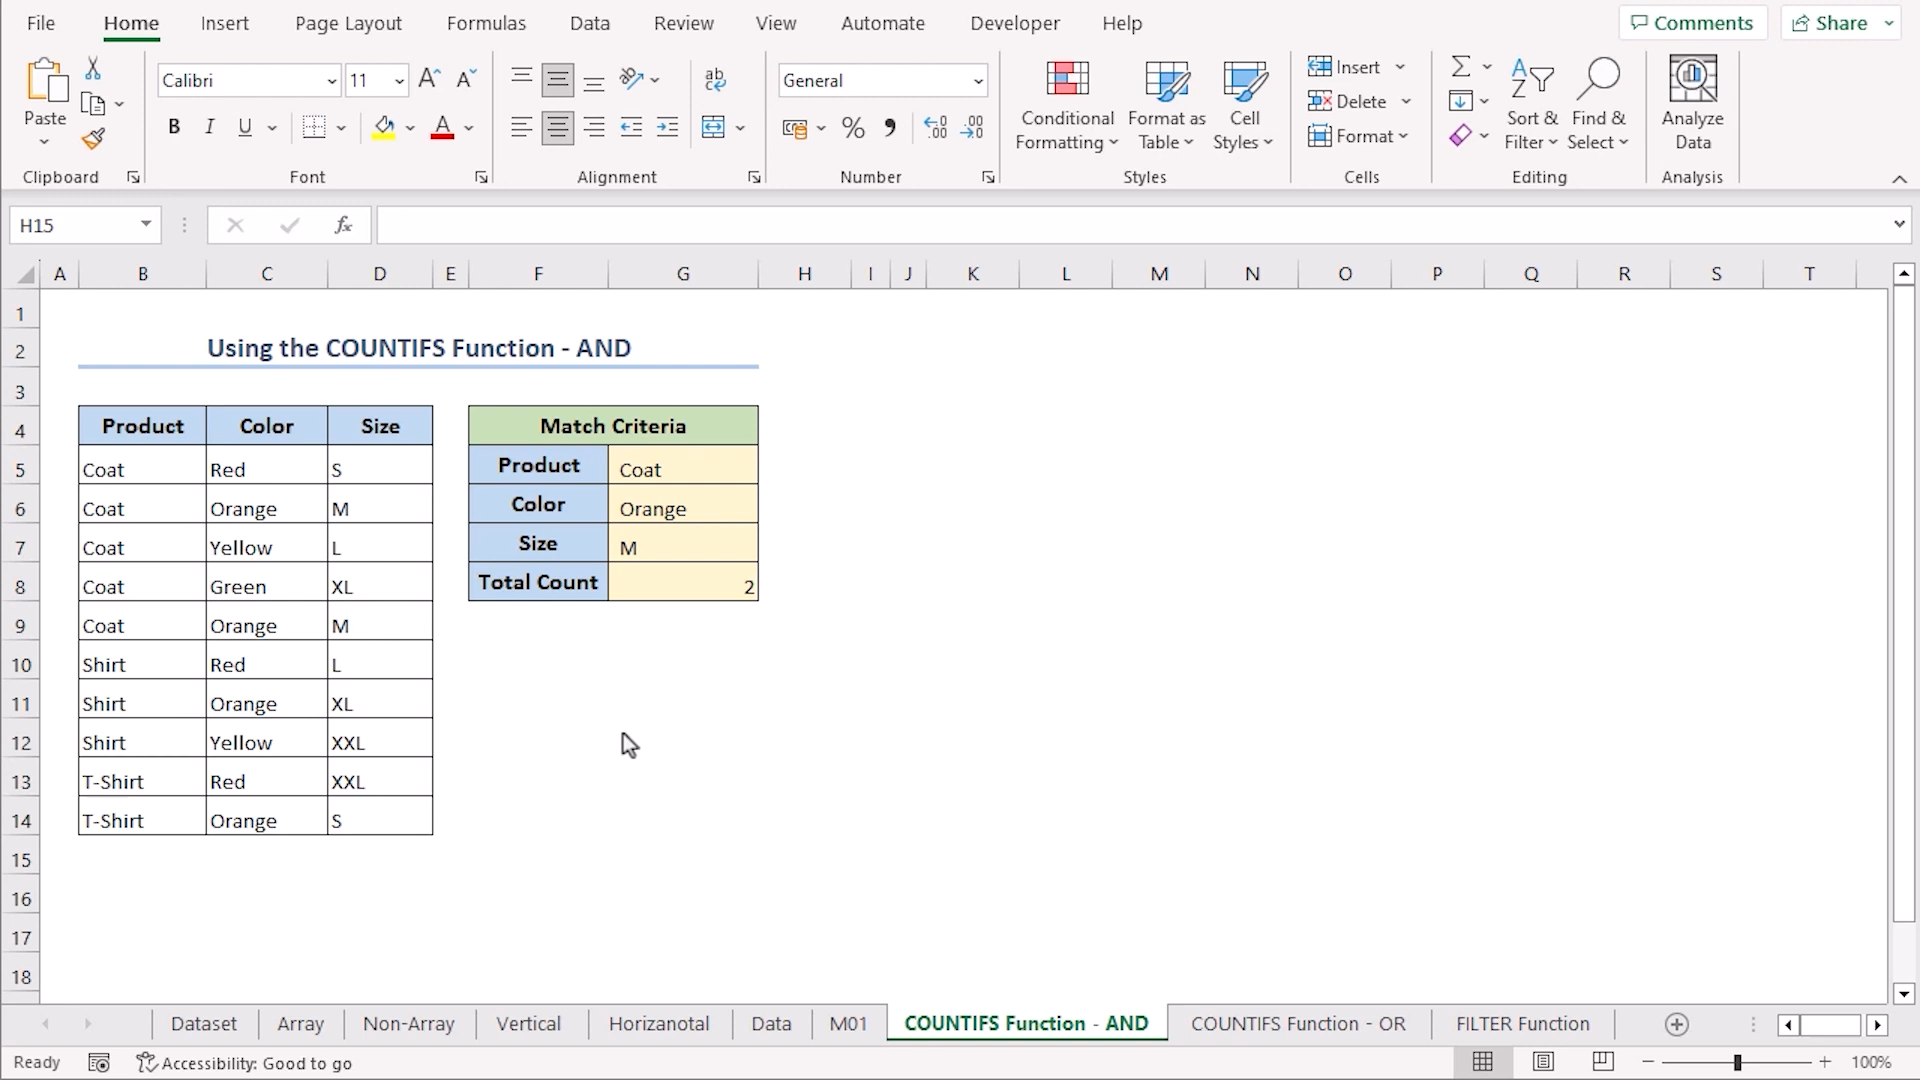 File Home Insert Page Layout Formulas Data Review View Automate Developer Help Comments Share
Calibri 11 General Insert
Paste Conditional Format as Cell Delete Sort & Find & Analyze
B I U Formatting Table Styles Format Filter Select Data
Clipboard Font Alignment Number Styles Cells Editing Analysis
H15 fx
A B C D E F G H I J K L M N O P Q R S T
1
2 Using the COUNTIFS Function - AND
3
4 Product Color Size Match Criteria
5 Coat Red S Product Coat
6 Coat Orange M Color Orange
7 Coat Yellow L Size M
8 Coat Green XL Total Count 2
9 Coat Orange M
10 Shirt Red L
11 Shirt Orange XL
12 Shirt Yellow XXL
13 T-Shirt Red XXL
14 T-Shirt Orange S
15
16
17
18
Dataset Array Non-Array Vertical Horizanotal Data M01 COUNTIFS Function - AND COUNTIFS Function - OR FILTER Function
Ready Accessibility: Good to go 100%